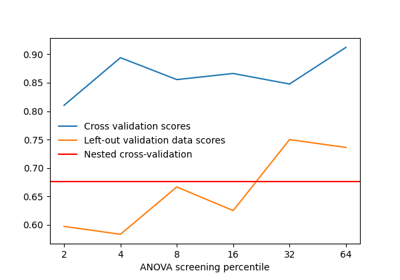 0.90
0.85
0.80
0.75
0.70
0.65
0.60
Cross validation scores
Left-out validation data scores
Nested cross-validation
2 4 8 16 32 64
ANOVA screening percentile